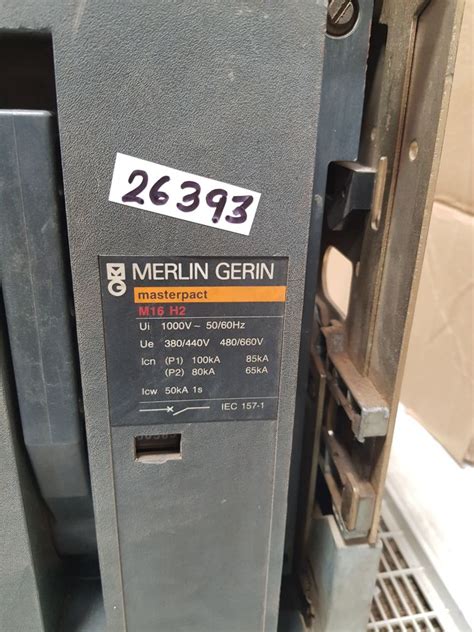 26393
MERLIN GERIN
masterpact
M16 H2
Ui 1000V~ 50/60Hz
Ue 380/440V 480/660V
Icn (P1) 100kA 85kA
(P2) 80kA 65kA
Icw 50kA 1s
IEC 157-1